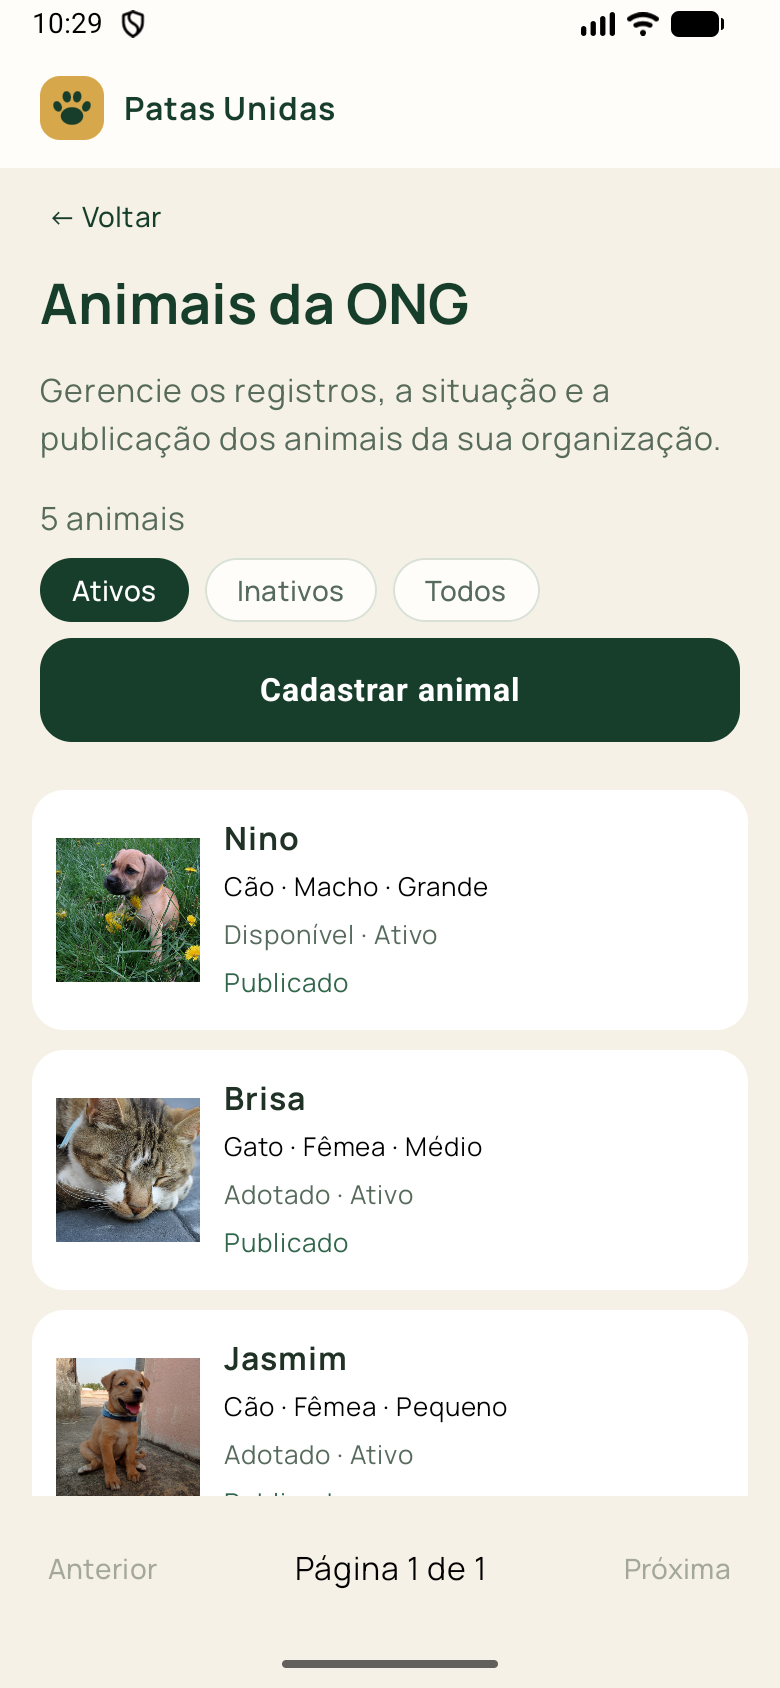 10:29
Patas Unidas
← Voltar
Animais da ONG
Gerencie os registros, a situação e a
publicação dos animais da sua organização.
5 animais
Ativos
Inativos
Todos
Cadastrar animal
Nino
Cão · Macho · Grande
Disponível · Ativo
Publicado
Brisa
Gato · Fêmea · Médio
Adotado · Ativo
Publicado
Jasmim
Cão · Fêmea · Pequeno
Adotado · Ativo
Anterior
Página 1 de 1
Próxima